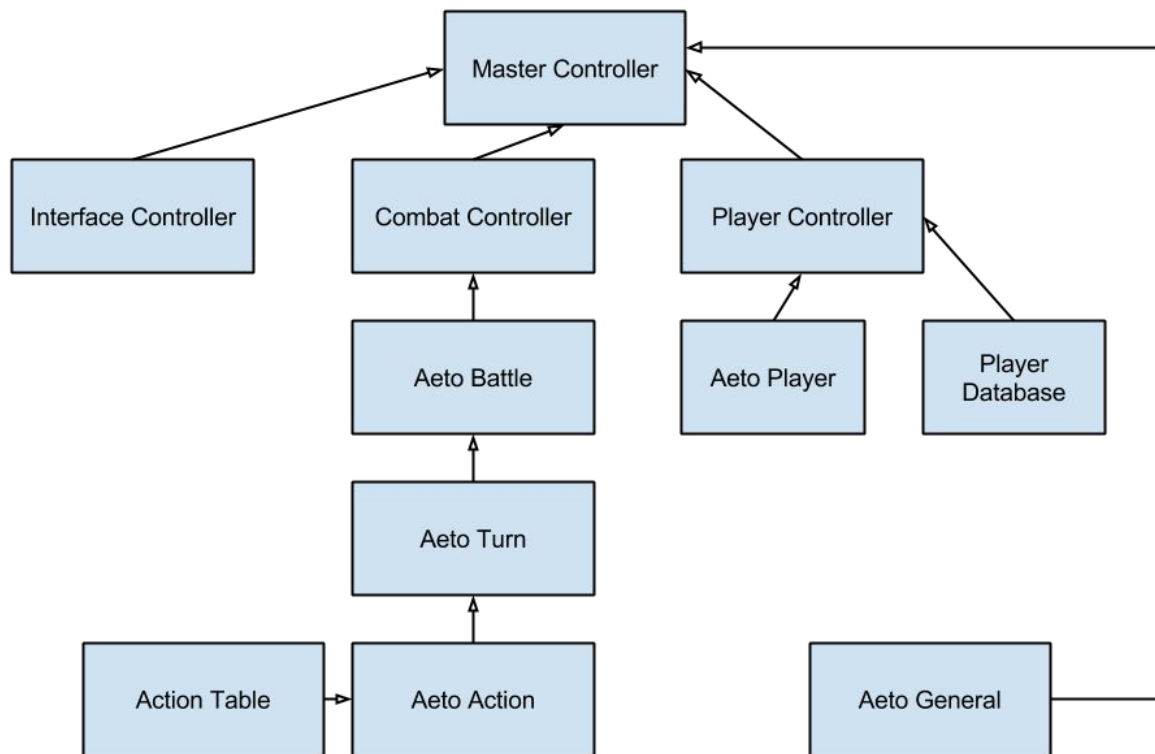 Master Controller
Interface Controller
Combat Controller
Player Controller
Aeto Battle
Aeto Player
Player
Database
Aeto Turn
Action Table
Aeto Action
Aeto General